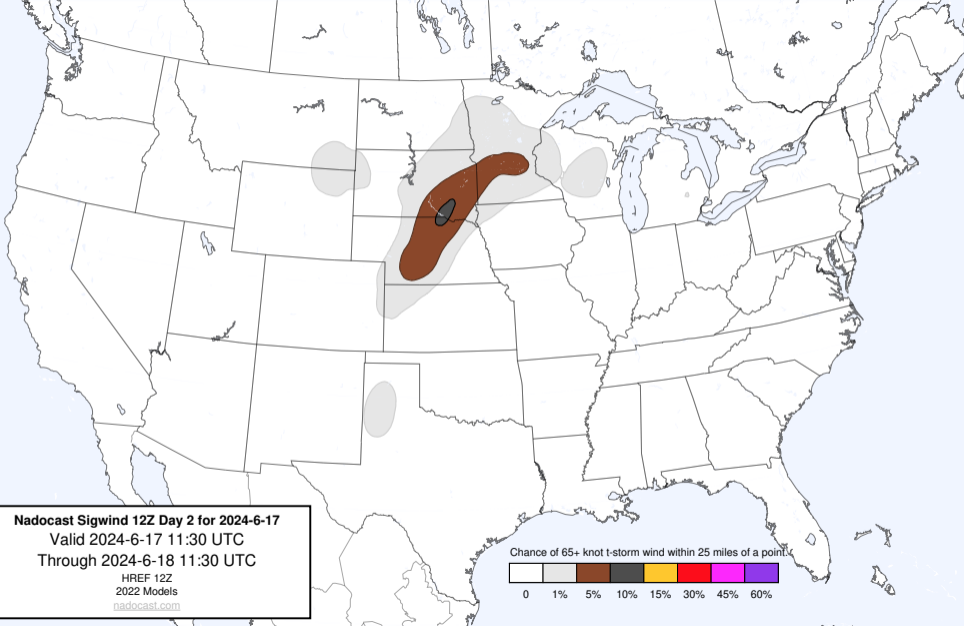 Nadocast Sigwind 12Z Day 2 for 2024-6-17
Valid 2024-6-17 11:30 UTC
Through 2024-6-18 11:30 UTC
HREF 12Z
2022 Models
nadocast.com
Chance of 65+ knot t-storm wind within 25 miles of a point.
0 1% 5% 10% 15% 30% 45% 60%